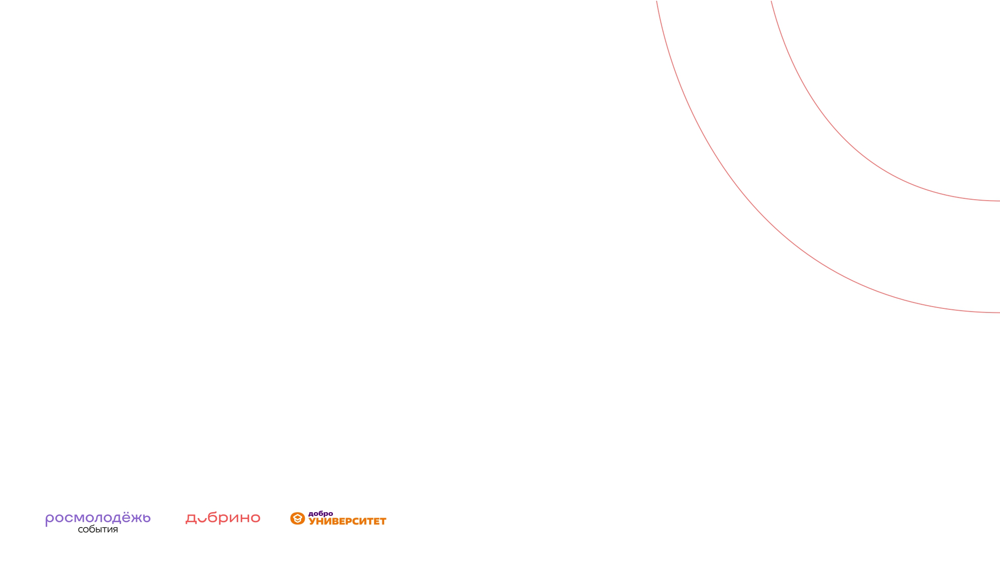 росмолодёжь
события
добрино
добро
УНИВЕРСИТЕТ